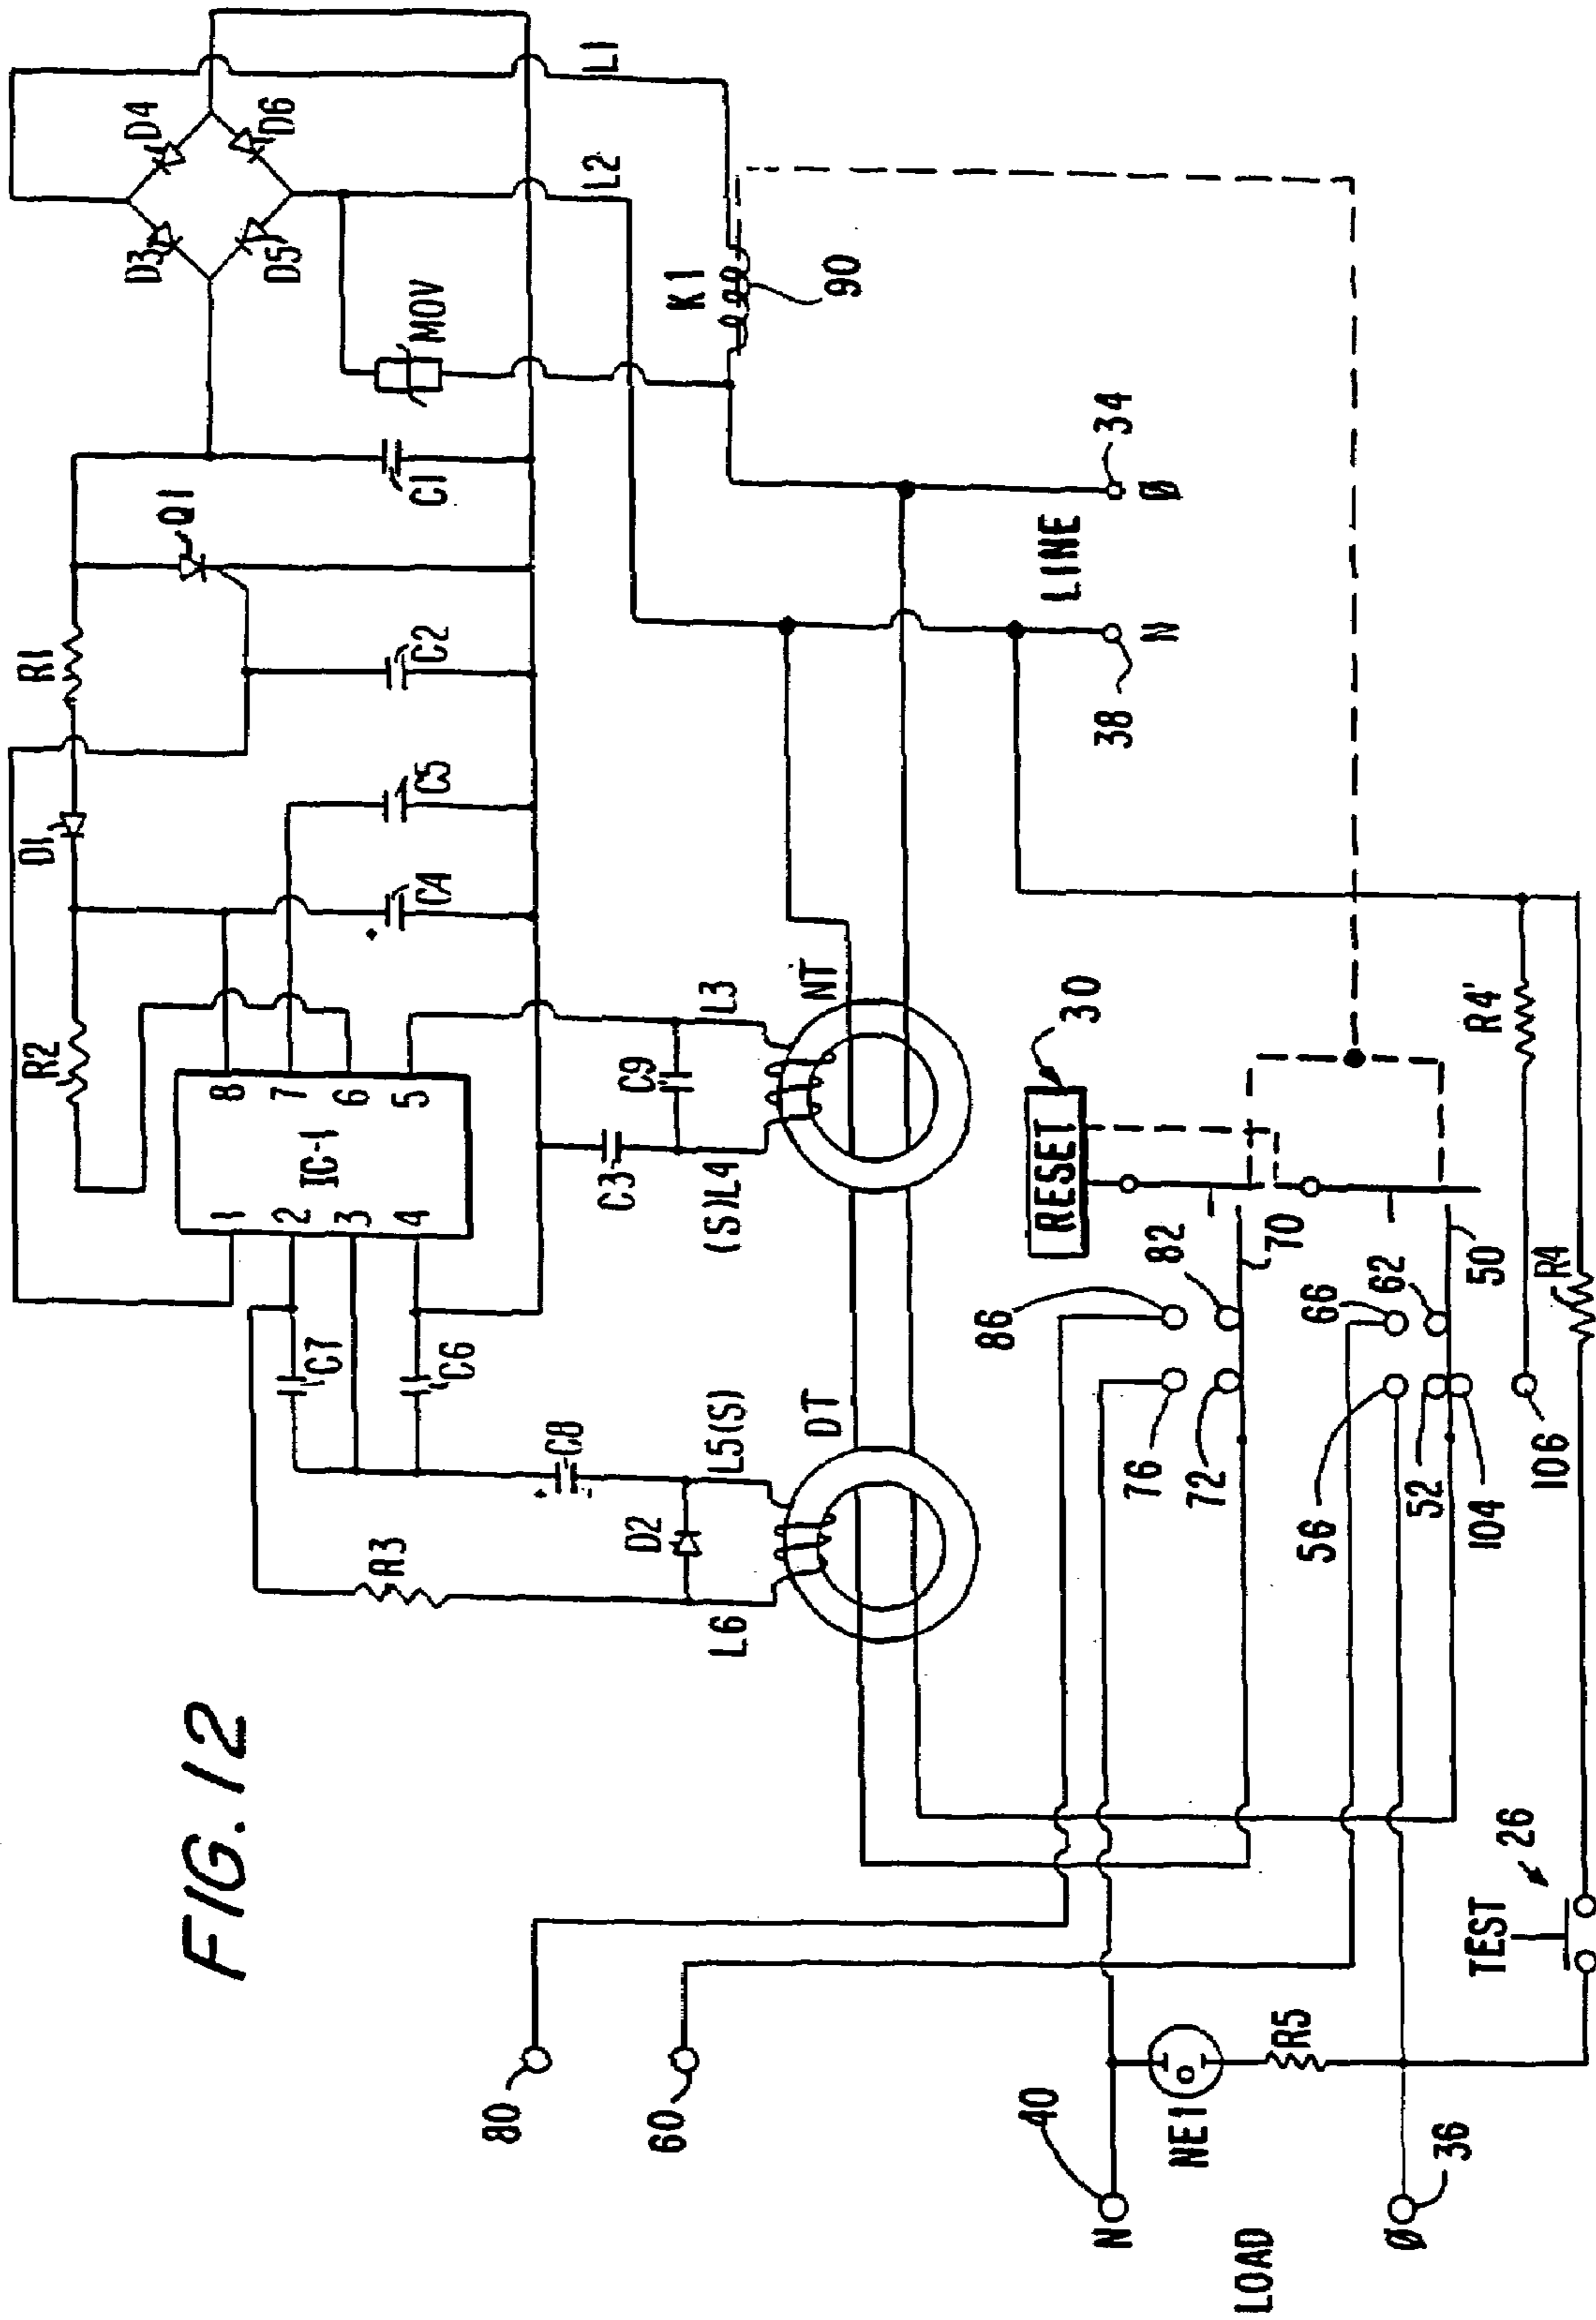 FIG. 12
L1
L2
D4
D6
D3
D5
MOV
K1
90
C1
Q1
R1
C2
D1
C5
C4
R2
8
7
6
5
IC-1
1
2
3
4
C7
C6
C8
C9
C3
L3
(S)L4
NT
DT
L5(S)
L6
D2
R3
34
Ø
LINE
N
38
RESET
30
82
70
86
76
72
66
62
50
56
52
104
106
R4'
R4
TEST
26
80
60
40
N
NE1
R5
LOAD
Ø
36